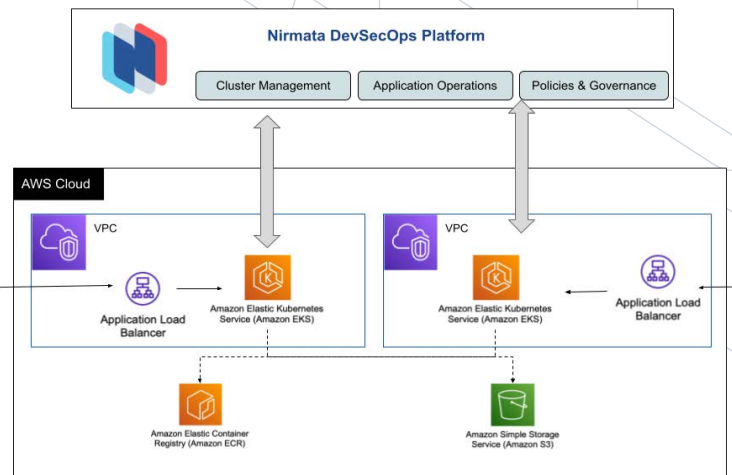 Nirmata DevSecOps Platform
Cluster Management
Application Operations
Policies & Governance
AWS Cloud
VPC
Application Load
Balancer
Amazon Elastic Kubernetes
Service (Amazon EKS)
VPC
Amazon Elastic Kubernetes
Service (Amazon EKS)
Application Load
Balancer
Amazon Elastic Container
Registry (Amazon ECR)
Amazon Simple Storage
Service (Amazon S3)